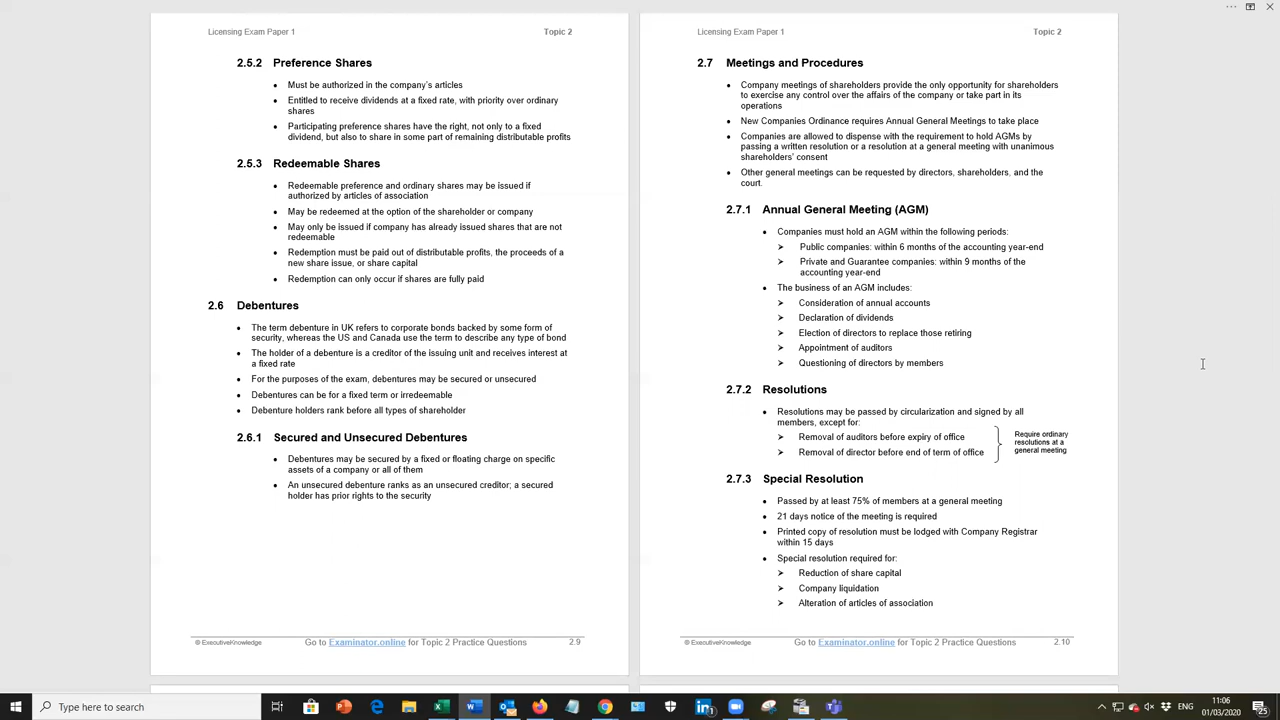 Licensing Exam Paper 1 Topic 2
2.5.2 Preference Shares
• Must be authorized in the company's articles
• Entitled to receive dividends at a fixed rate, with priority over ordinary
shares
• Participating preference shares have the right, not only to a fixed
dividend, but also to share in some part of remaining distributable profits
2.5.3 Redeemable Shares
• Redeemable preference and ordinary shares may be issued if
authorized by articles of association
• May be redeemed at the option of the shareholder or company
• May only be issued if company has already issued shares that are not
redeemable
• Redemption must be paid out of distributable profits, the proceeds of a
new share issue, or share capital
• Redemption can only occur if shares are fully paid
2.6 Debentures
• The term debenture in UK refers to corporate bonds backed by some form of
security, whereas the US and Canada use the term to describe any type of bond
• The holder of a debenture is a creditor of the issuing unit and receives interest at
a fixed rate
• For the purposes of the exam, debentures may be secured or unsecured
• Debentures can be for a fixed term or irredeemable
• Debenture holders rank before all types of shareholder
2.6.1 Secured and Unsecured Debentures
• Debentures may be secured by a fixed or floating charge on specific
assets of a company or all of them
• An unsecured debenture ranks as an unsecured creditor; a secured
holder has prior rights to the security
© ExecutiveKnowledge Go to Examinator.online for Topic 2 Practice Questions 2.9
Licensing Exam Paper 1 Topic 2
2.7 Meetings and Procedures
• Company meetings of shareholders provide the only opportunity for shareholders
to exercise any control over the affairs of the company or take part in its
operations
• New Companies Ordinance requires Annual General Meetings to take place
• Companies are allowed to dispense with the requirement to hold AGMs by
passing a written resolution or a resolution at a general meeting with unanimous
shareholders' consent
• Other general meetings can be requested by directors, shareholders, and the
court.
2.7.1 Annual General Meeting (AGM)
• Companies must hold an AGM within the following periods:
➢ Public companies: within 6 months of the accounting year-end
➢ Private and Guarantee companies: within 9 months of the
accounting year-end
• The business of an AGM includes:
➢ Consideration of annual accounts
➢ Declaration of dividends
➢ Election of directors to replace those retiring
➢ Appointment of auditors
➢ Questioning of directors by members
2.7.2 Resolutions
• Resolutions may be passed by circularization and signed by all
members, except for:
➢ Removal of auditors before expiry of office
➢ Removal of director before end of term of office
Require ordinary
resolutions at a
general meeting
2.7.3 Special Resolution
• Passed by at least 75% of members at a general meeting
• 21 days notice of the meeting is required
• Printed copy of resolution must be lodged with Company Registrar
within 15 days
• Special resolution required for:
➢ Reduction of share capital
➢ Company liquidation
➢ Alteration of articles of association
© ExecutiveKnowledge Go to Examinator.online for Topic 2 Practice Questions 2.10
Type here to search
ENG
11:06
01/03/2020